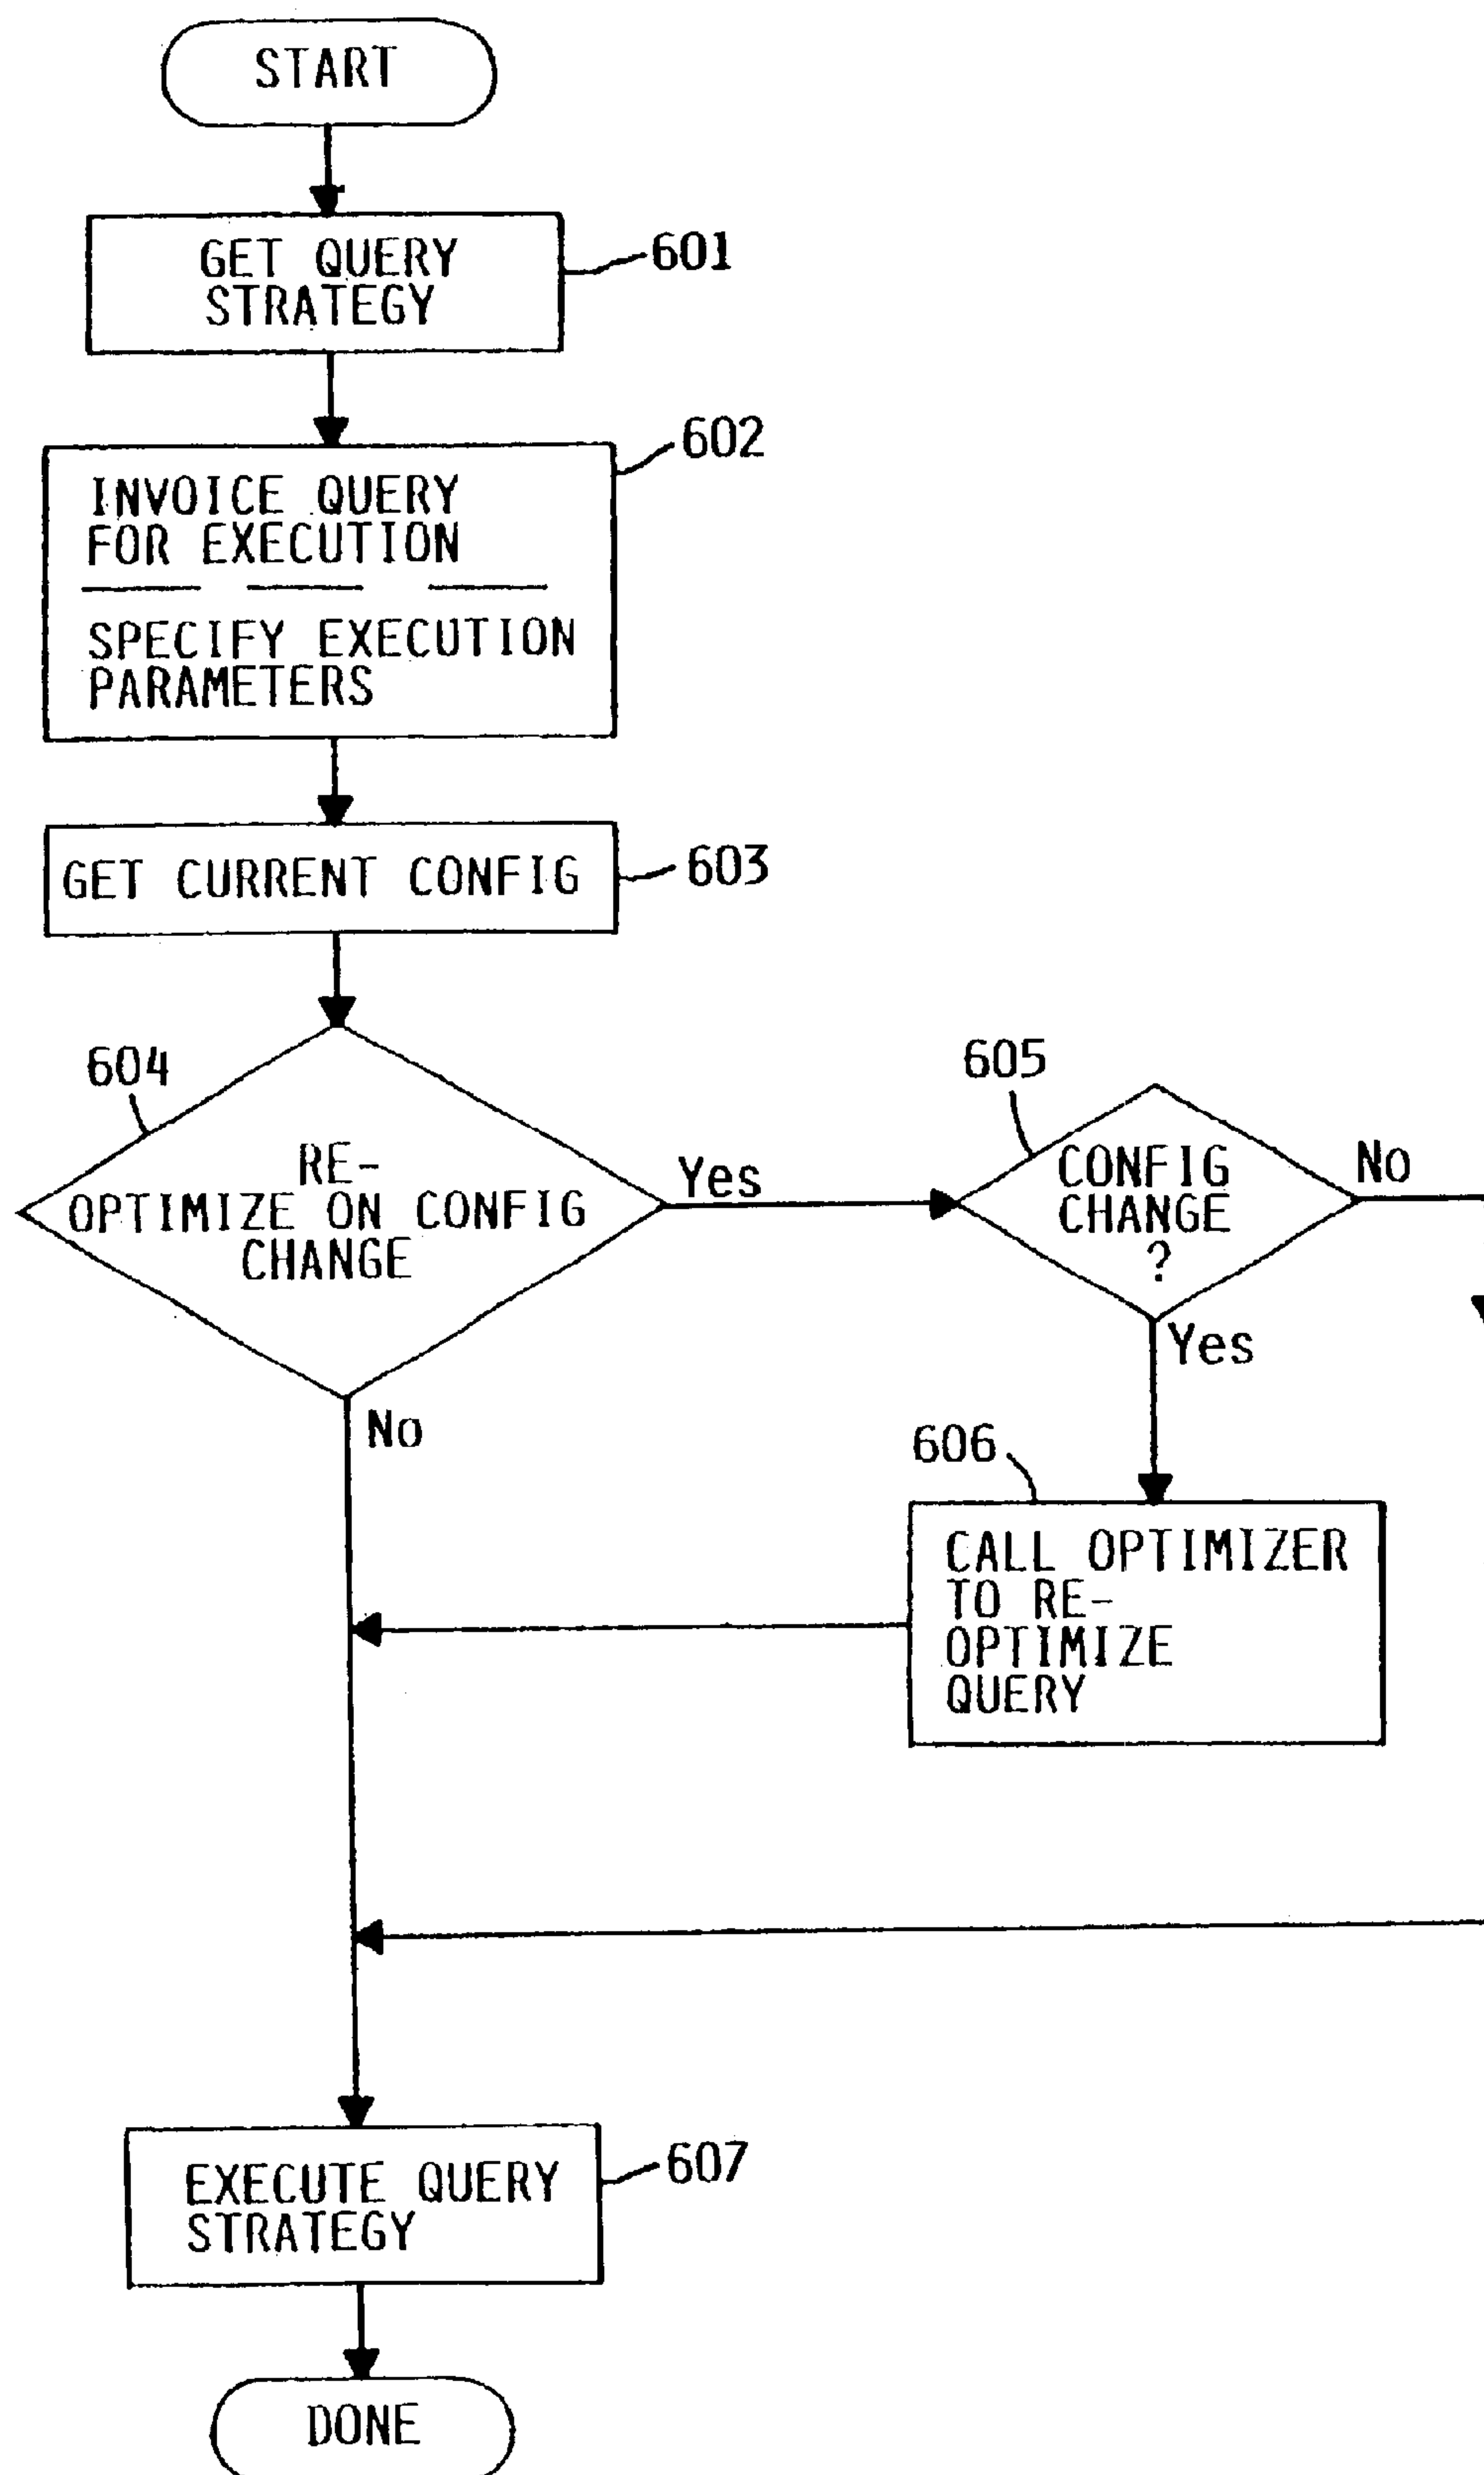 START
GET QUERY
STRATEGY
601
INVOICE QUERY
FOR EXECUTION
SPECIFY EXECUTION
PARAMETERS
602
GET CURRENT CONFIG
603
604
RE-
OPTIMIZE ON CONFIG
CHANGE
Yes
No
605
CONFIG
CHANGE
?
No
Yes
606
CALL OPTIMIZER
TO RE-
OPTIMIZE
QUERY
EXECUTE QUERY
STRATEGY
607
DONE